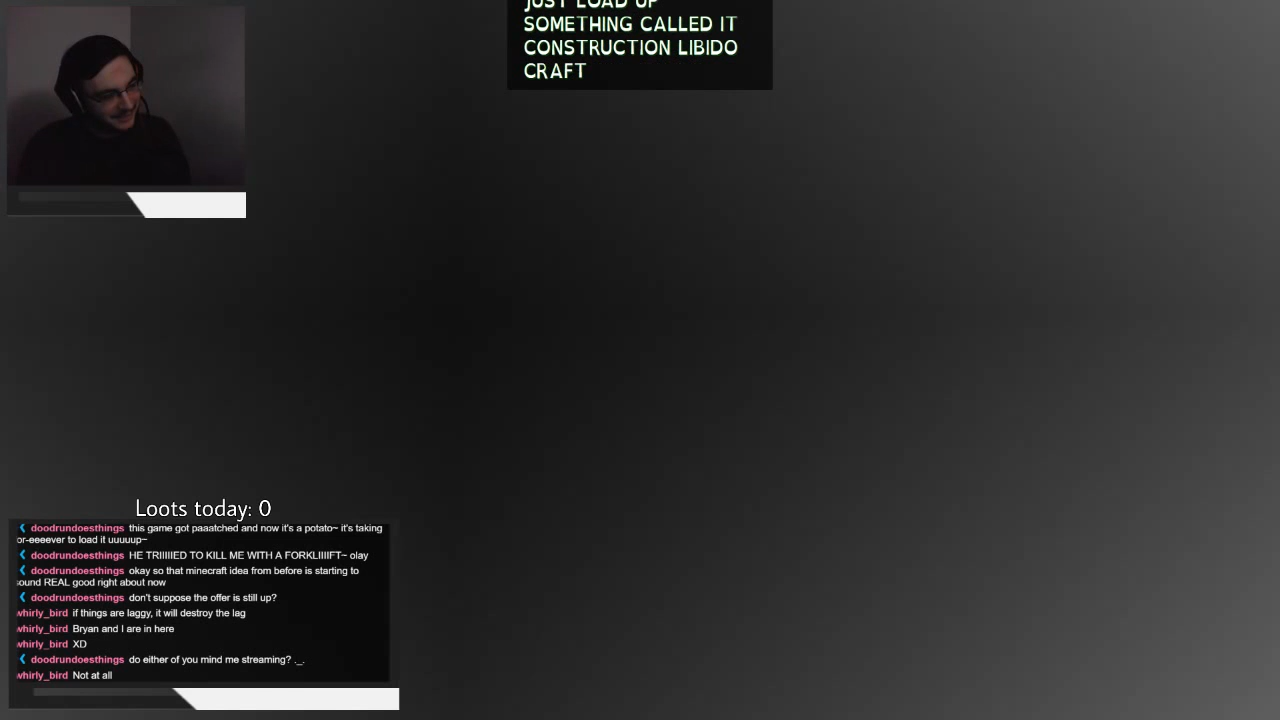 JUST LOAD UP
SOMETHING CALLED IT
CONSTRUCTION LIBIDO
CRAFT
Loots today: 0
doodrundoesthings this game got paaatched and now it's a potato~ it's taking
or-eeeever to load it uuuuup~
doodrundoesthings HE TRIIIIIED TO KILL ME WITH A FORKLIIIIFT~ olay
doodrundoesthings okay so that minecraft idea from before is starting to
sound REAL good right about now
doodrundoesthings don't suppose the offer is still up?
whirly_bird if things are laggy, it will destroy the lag
whirly_bird Bryan and I are in here
whirly_bird XD
doodrundoesthings do either of you mind me streaming? ._.
whirly_bird Not at all